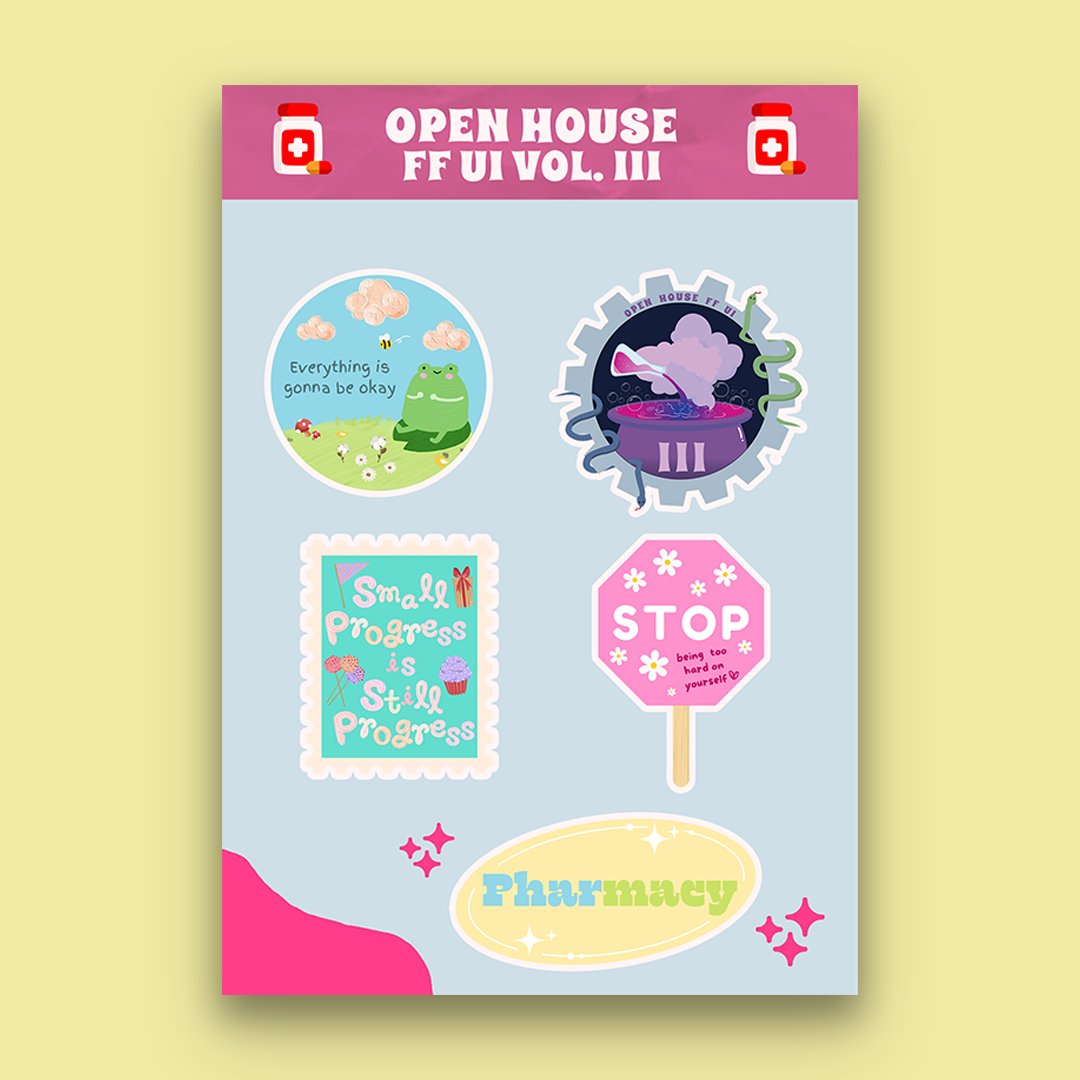 OPEN HOUSE
FF UI VOL. III
Everything is
gonna be okay
OPEN HOUSE FF UI
III
Small
Progress
is
Still
Progress
STOP
being too
hard on
yourself
Pharmacy